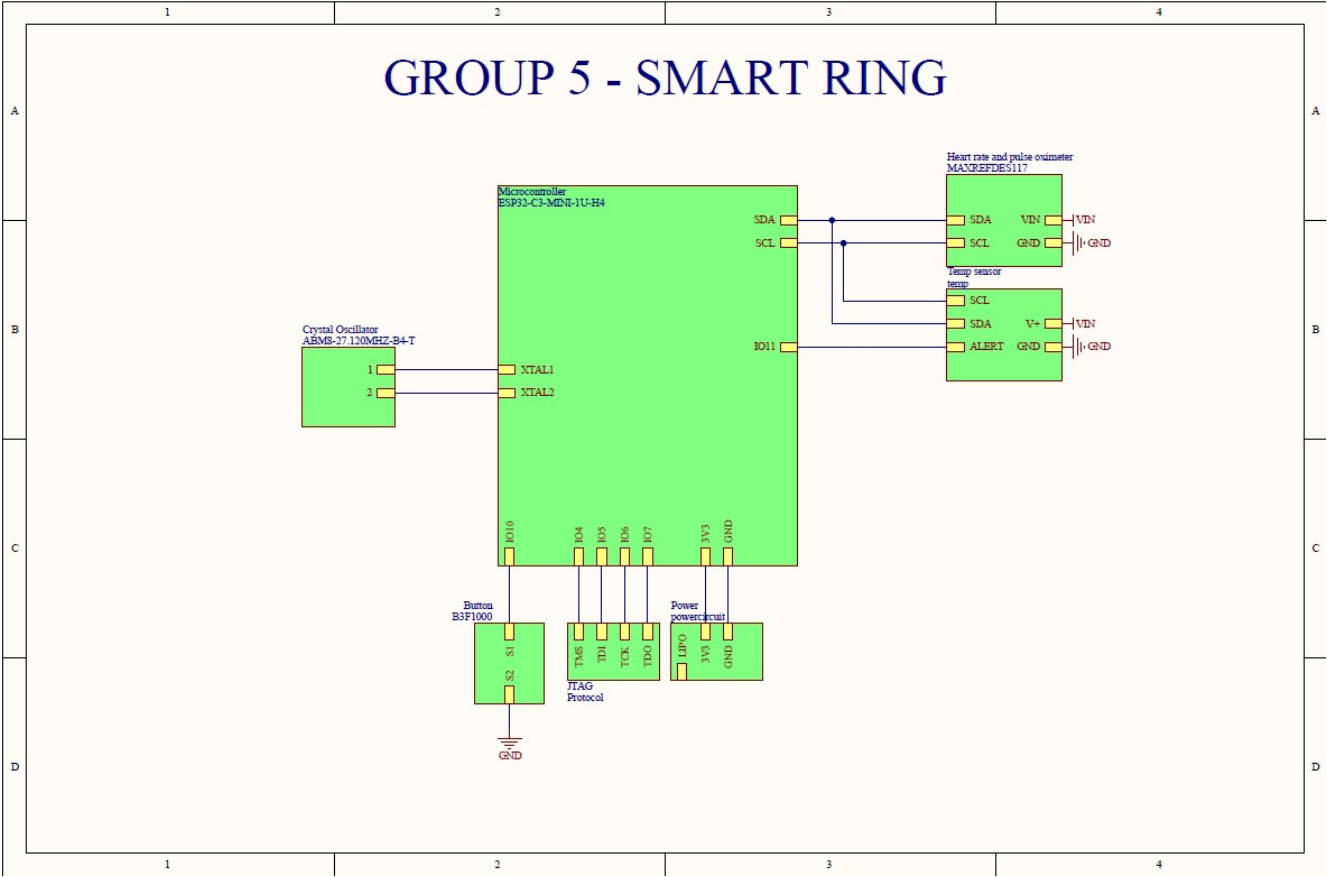 1 2 3 4
GROUP 5 - SMART RING
A A
Heart rate and pulse oximeter
MAXREFDES117
Microcontroller
ESP32-C3-MINI-1U-H4
SDA SDA VIN VIN
SCL SCL GND GND
Temp sensor
temp
SCL
B SDA V+ VIN B
IO11 ALERT GND GND
Crystal Oscillator
ABM8-27.120MHZ-B4-T
1 XTAL1
2 XTAL2
IO10 IO4 IO5 IO6 IO7 3V3 GND
C C
Button
B3F1000
Power
powercircuit
S1 TMS TDI TCK TDO LIPO 3V3 GND
S2
JTAG
Protocol
GND
D D
1 2 3 4